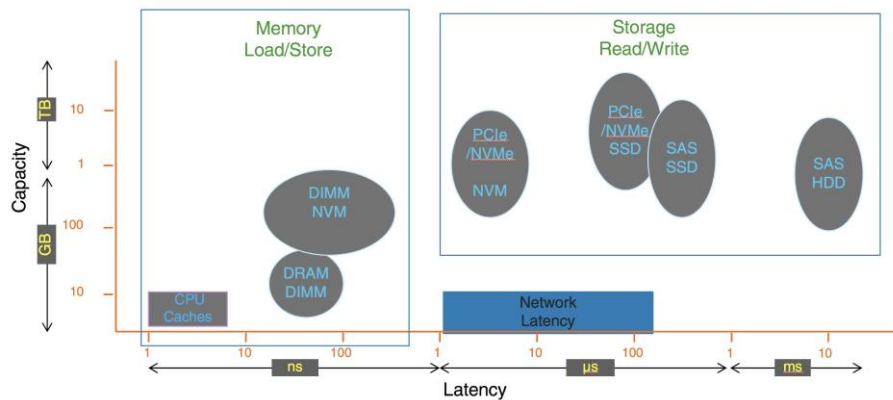 Memory
Load/Store
Storage
Read/Write
Capacity
TB
GB
10
1
100
10
PCIe
/NVMe
NVM
PCIe
/NVMe
SSD
SAS
SSD
SAS
HDD
DIMM
NVM
DRAM
DIMM
CPU
Caches
Network
Latency
1
10
100
1
10
100
1
10
ns
µs
ms
Latency